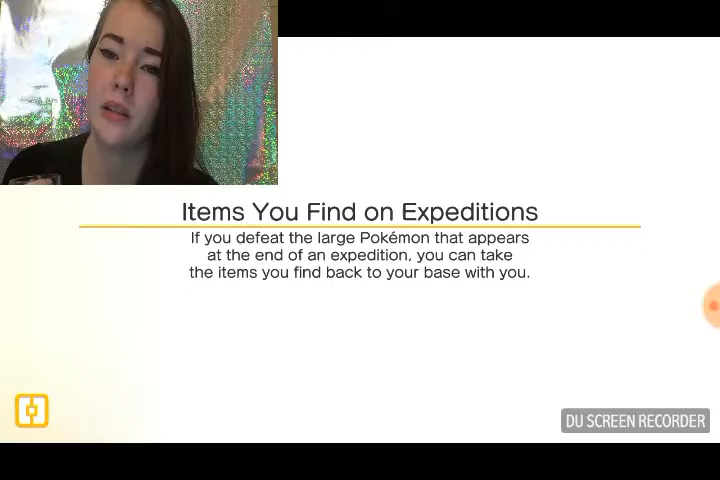 Items You Find on Expeditions
If you defeat the large Pokémon that appears
at the end of an expedition, you can take
the items you find back to your base with you.
DU SCREEN RECORDER